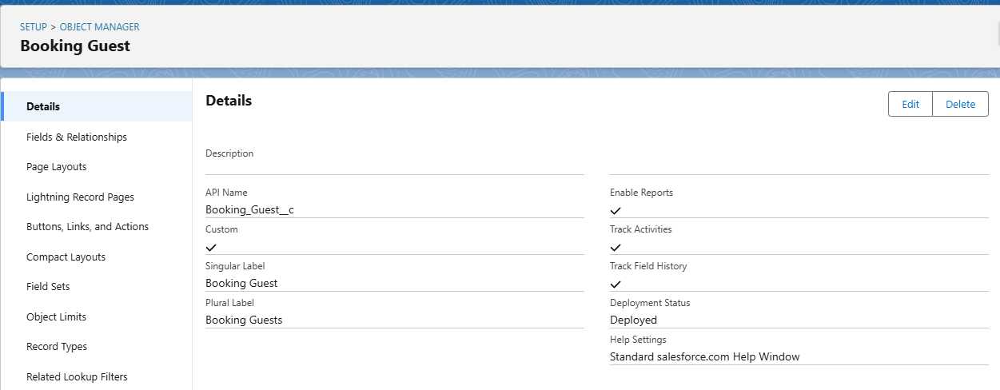 SETUP > OBJECT MANAGER
Booking Guest
Details
Fields & Relationships
Page Layouts
Lightning Record Pages
Buttons, Links, and Actions
Compact Layouts
Field Sets
Object Limits
Record Types
Related Lookup Filters
Details
Edit
Delete
Description
API Name
Booking_Guest__c
Custom
✓
Singular Label
Booking Guest
Plural Label
Booking Guests
Enable Reports
✓
Track Activities
✓
Track Field History
✓
Deployment Status
Deployed
Help Settings
Standard salesforce.com Help Window